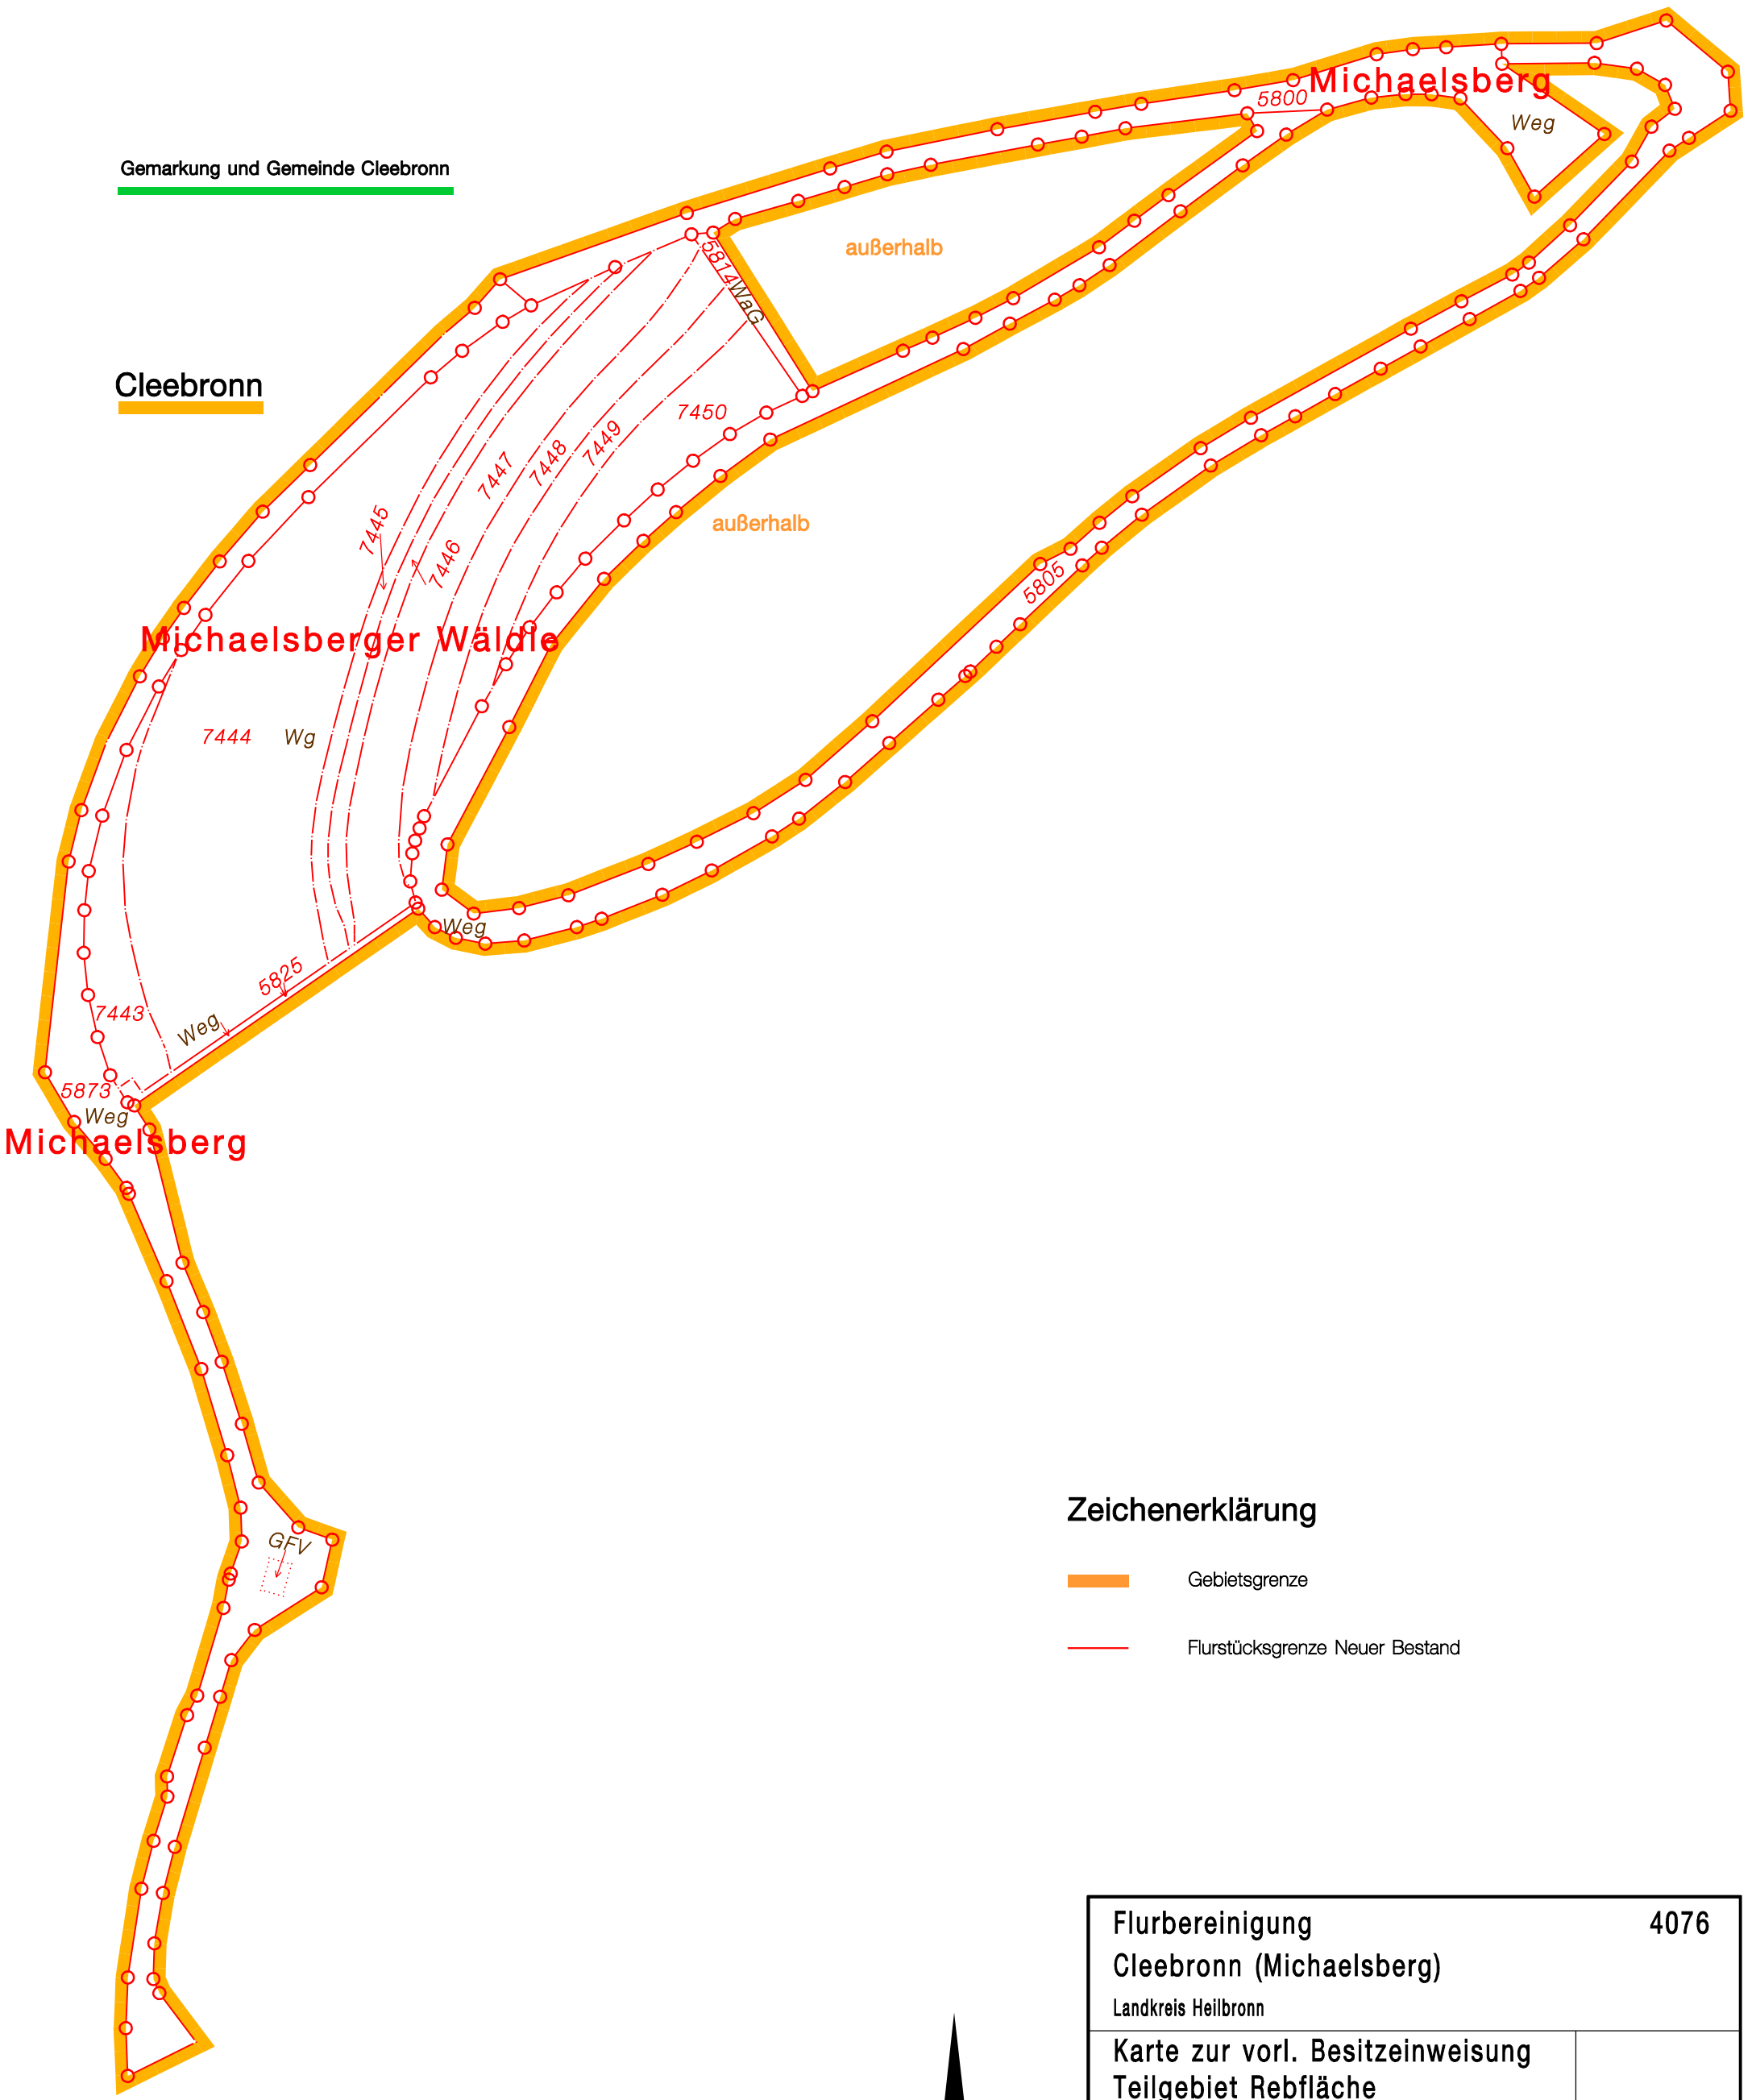 Michaelsberg
5800
Weg
Gemarkung und Gemeinde Cleebronn
außerhalb
5814
WaG
Cleebronn
7450
7449
7448
7447
7445
7446
außerhalb
5805
Michaelsberger Wäldle
7444 Wg
Weg
5825
7443
Weg
5873
Weg
Michaelsberg
GFV
Zeichenerklärung
Gebietsgrenze
Flurstücksgrenze Neuer Bestand
Flurbereinigung 4076
Cleebronn (Michaelsberg)
Landkreis Heilbronn
Karte zur vorl. Besitzeinweisung
Teilgebiet Rebfläche